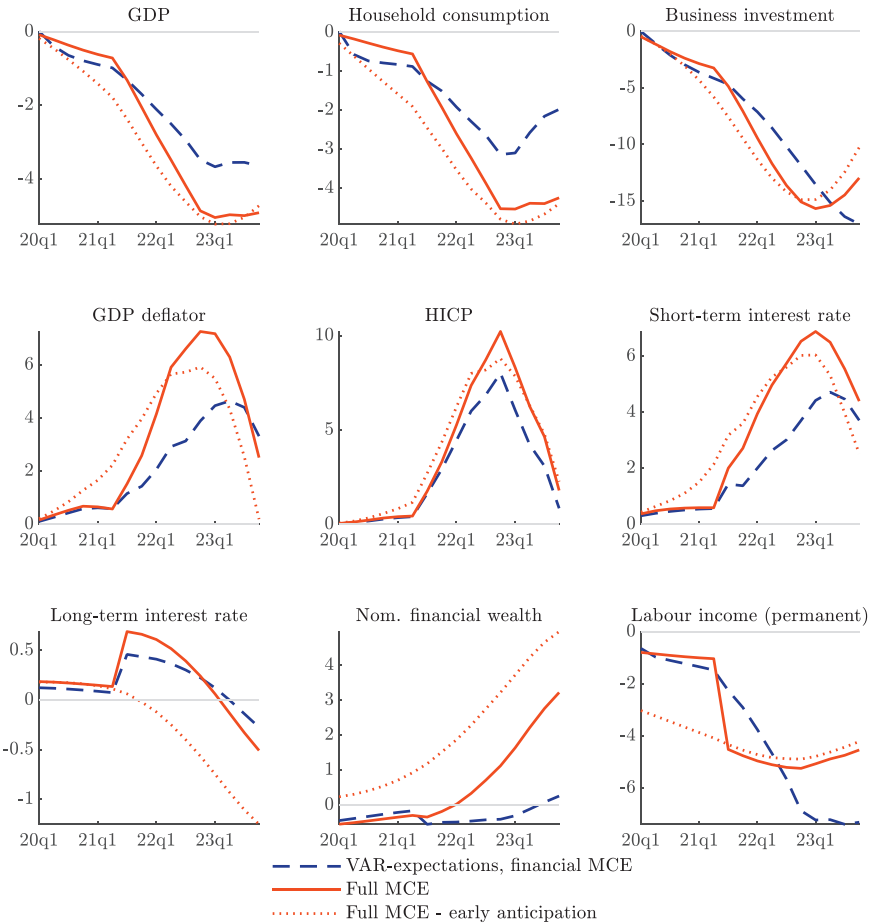 GDP
Household consumption
Business investment
0
-2
-4
20q1 21q1 22q1 23q1
0
-1
-2
-3
-4
20q1 21q1 22q1 23q1
0
-5
-10
-15
20q1 21q1 22q1 23q1
GDP deflator
HICP
Short-term interest rate
6
4
2
0
20q1 21q1 22q1 23q1
10
5
0
20q1 21q1 22q1 23q1
6
4
2
0
20q1 21q1 22q1 23q1
Long-term interest rate
Nom. financial wealth
Labour income (permanent)
0.5
0
-0.5
-1
20q1 21q1 22q1 23q1
4
3
2
1
0
20q1 21q1 22q1 23q1
0
-2
-4
-6
20q1 21q1 22q1 23q1
VAR-expectations, financial MCE
Full MCE
Full MCE - early anticipation